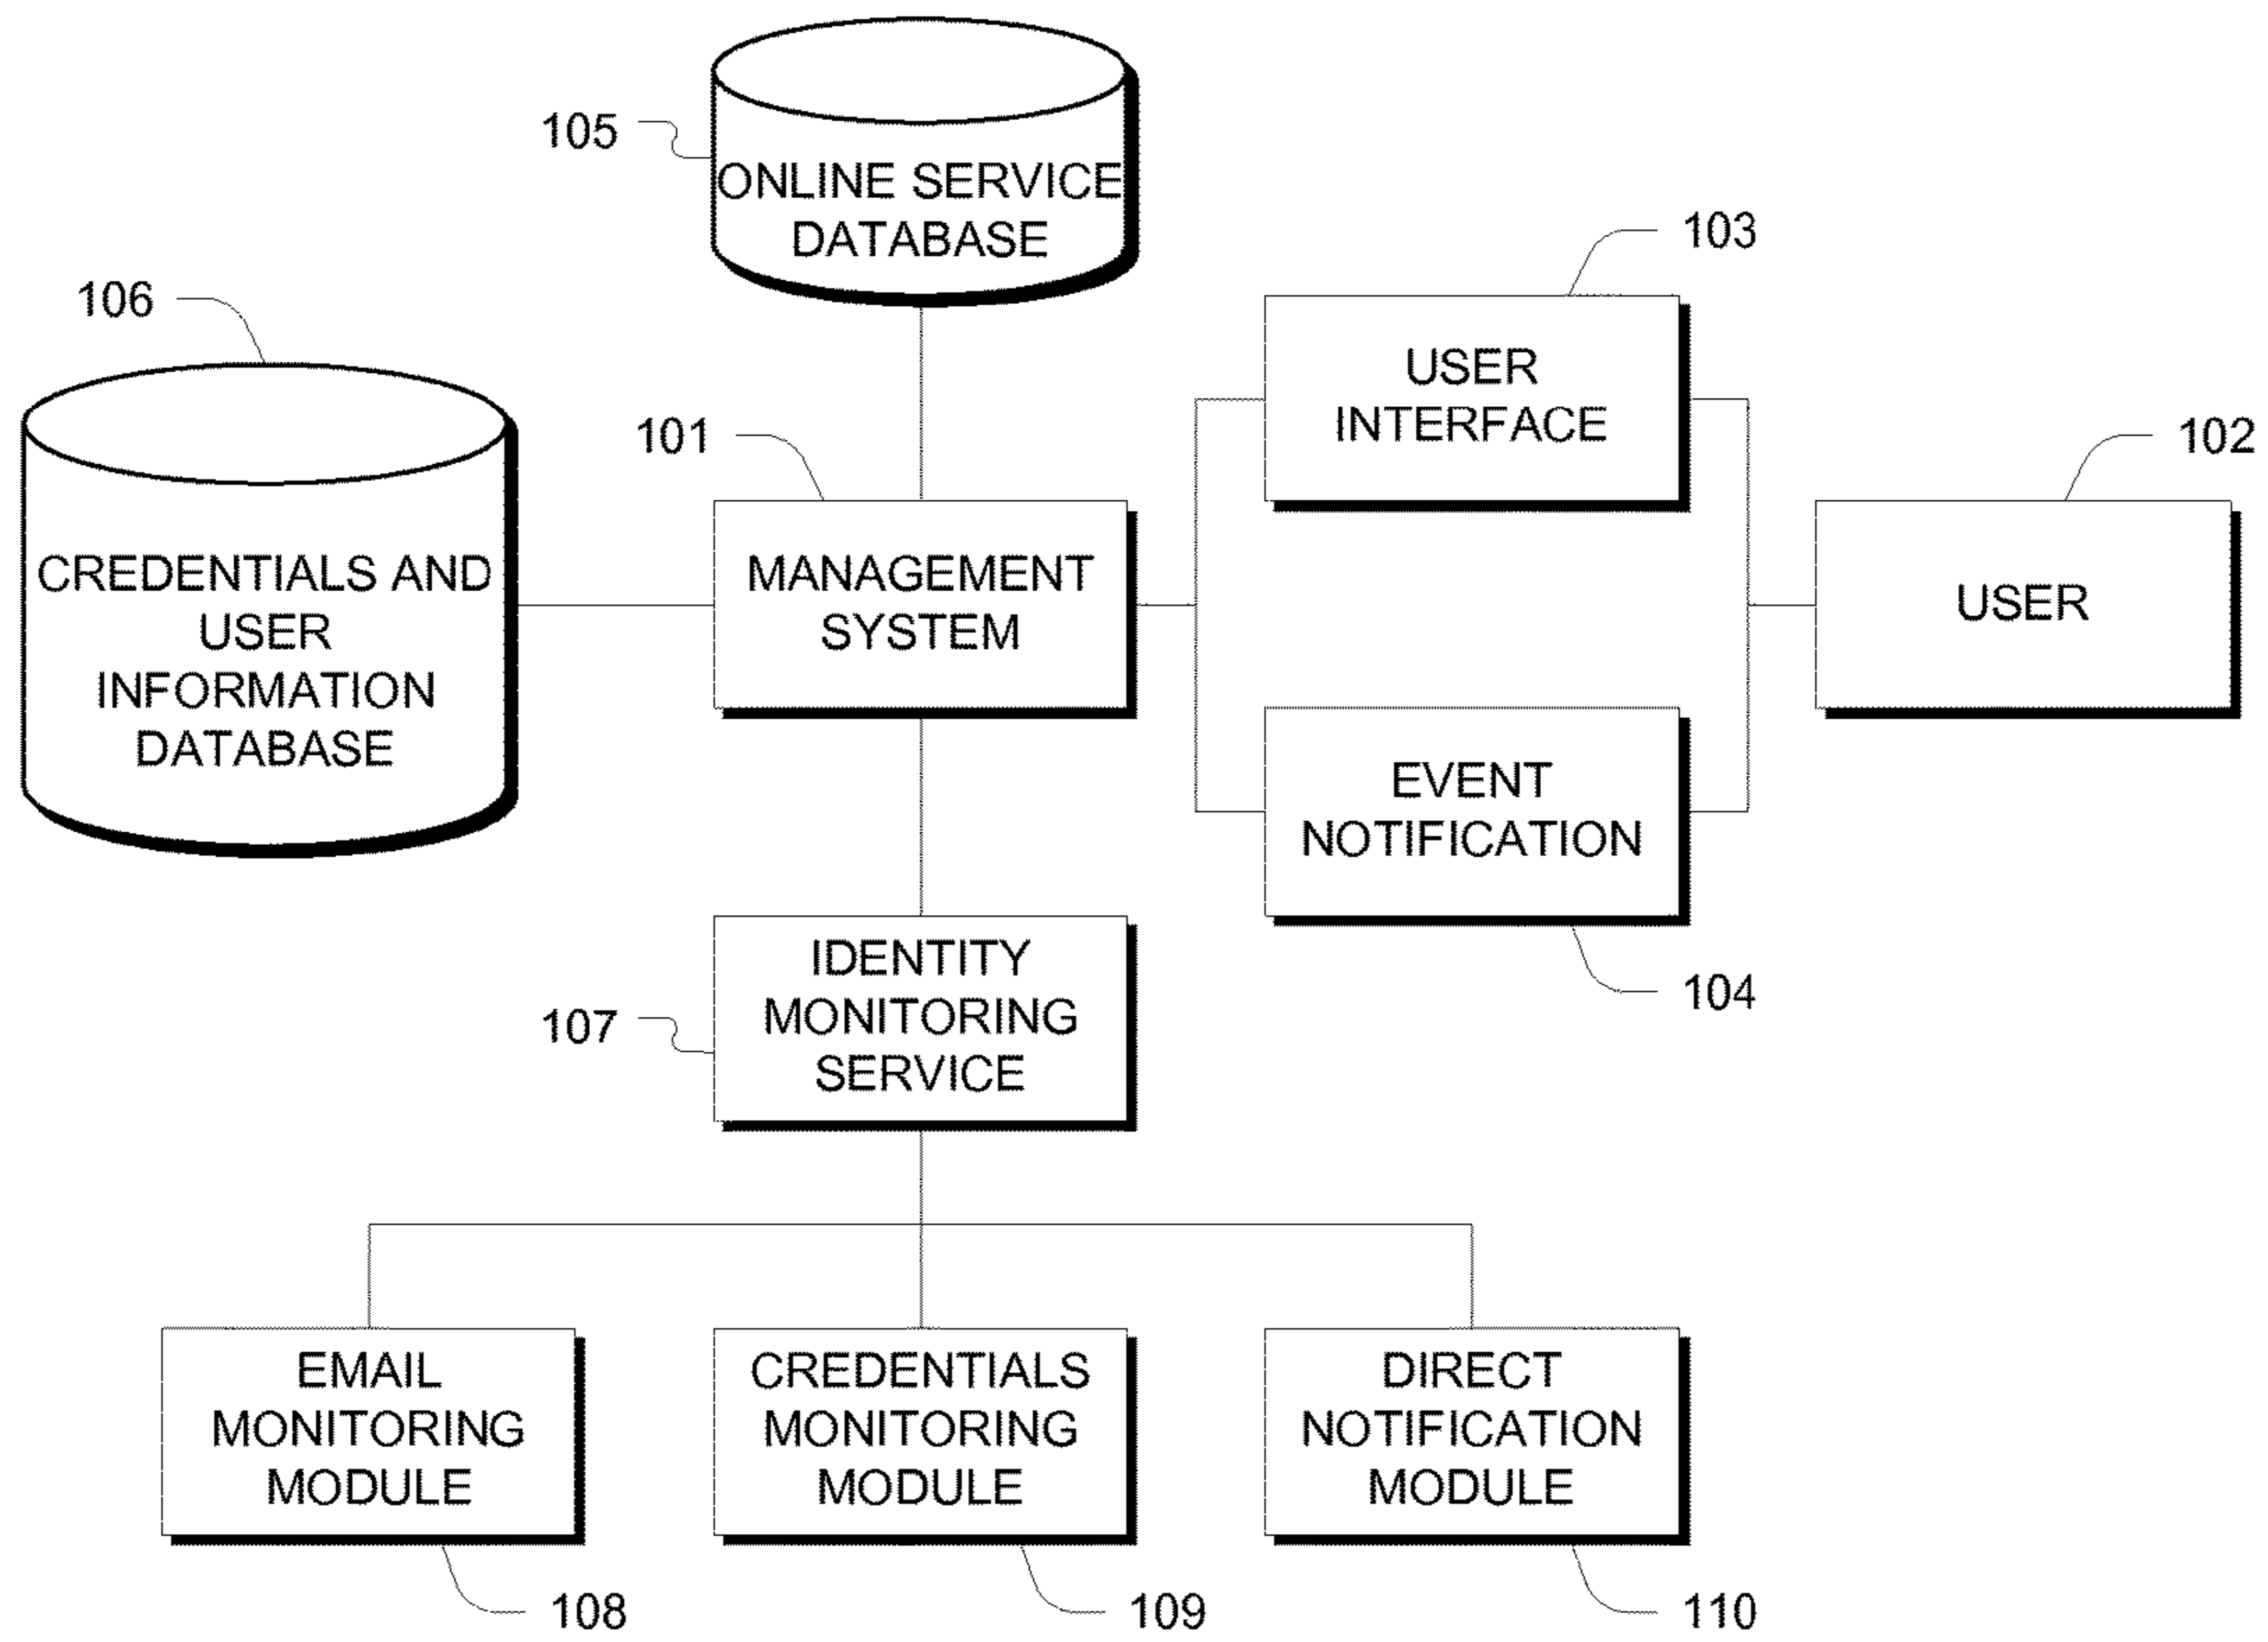 105
ONLINE SERVICE
DATABASE
103
USER
INTERFACE
106
CREDENTIALS AND
USER
INFORMATION
DATABASE
101
MANAGEMENT
SYSTEM
102
USER
EVENT
NOTIFICATION
104
107
IDENTITY
MONITORING
SERVICE
EMAIL
MONITORING
MODULE
108
CREDENTIALS
MONITORING
MODULE
109
DIRECT
NOTIFICATION
MODULE
110